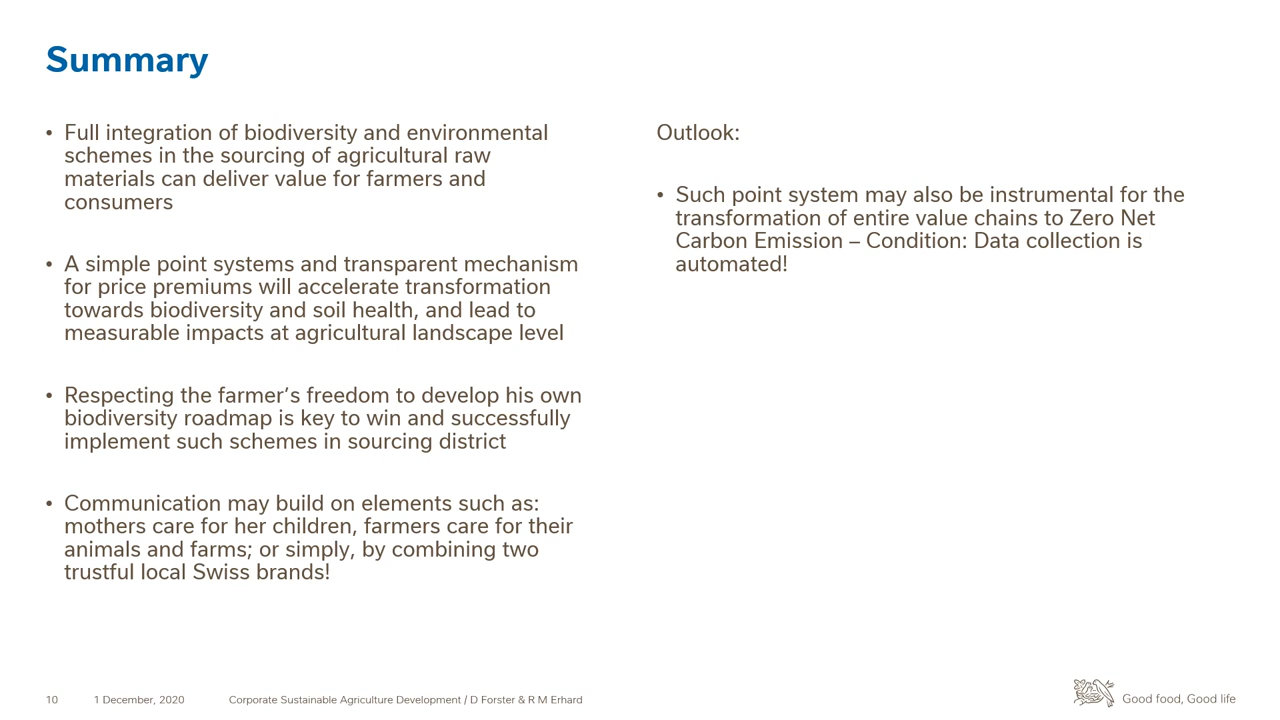 Summary
• Full integration of biodiversity and environmental
schemes in the sourcing of agricultural raw
materials can deliver value for farmers and
consumers
• A simple point systems and transparent mechanism
for price premiums will accelerate transformation
towards biodiversity and soil health, and lead to
measurable impacts at agricultural landscape level
• Respecting the farmer’s freedom to develop his own
biodiversity roadmap is key to win and successfully
implement such schemes in sourcing district
• Communication may build on elements such as:
mothers care for her children, farmers care for their
animals and farms; or simply, by combining two
trustful local Swiss brands!
Outlook:
• Such point system may also be instrumental for the
transformation of entire value chains to Zero Net
Carbon Emission – Condition: Data collection is
automated!
10 1 December, 2020 Corporate Sustainable Agriculture Development / D Forster & R M Erhard
Good food, Good life